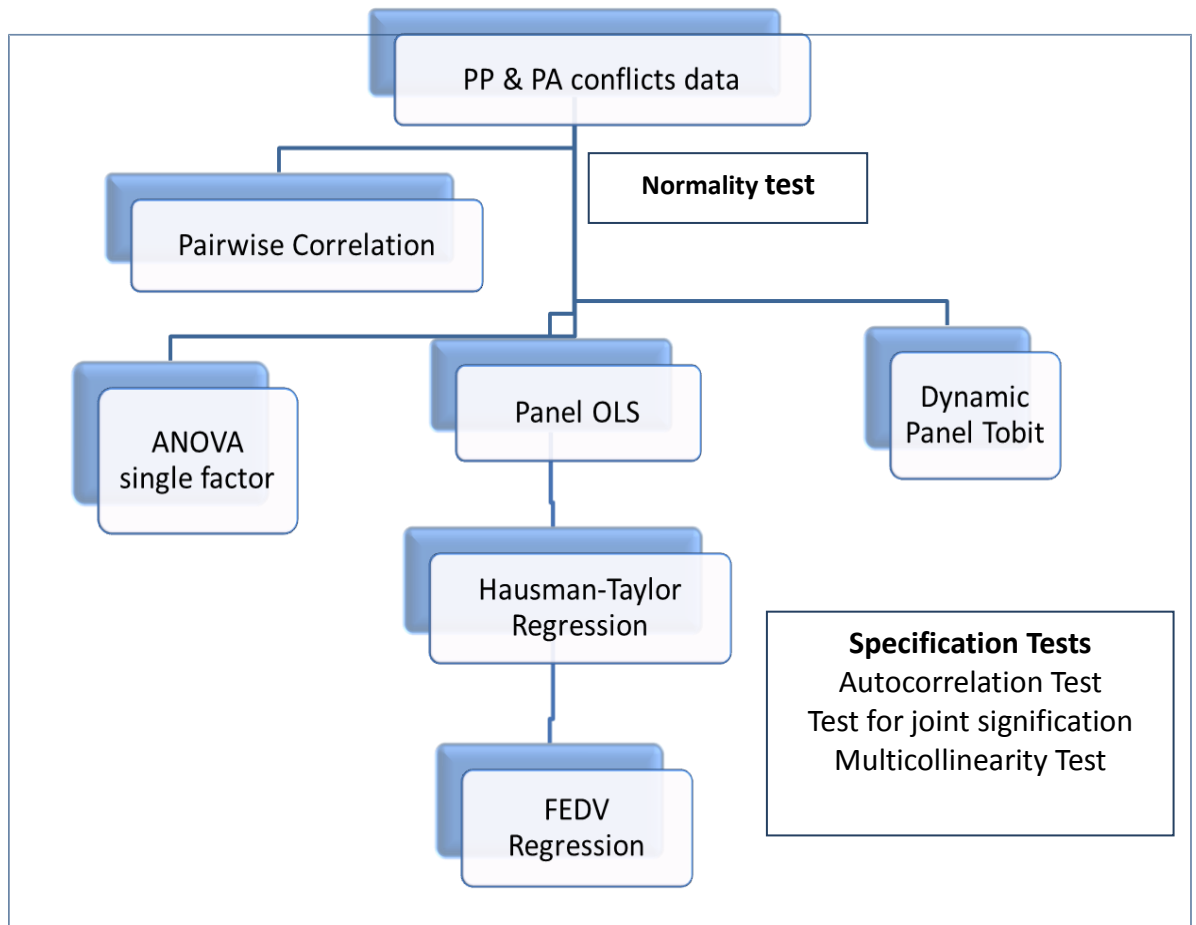 PP & PA conflicts data
Normality test
Pairwise Correlation
ANOVA
single factor
Panel OLS
Dynamic
Panel Tobit
Hausman-Taylor
Regression
Specification Tests
Autocorrelation Test
Test for joint signification
Multicollinearity Test
FEDV
Regression